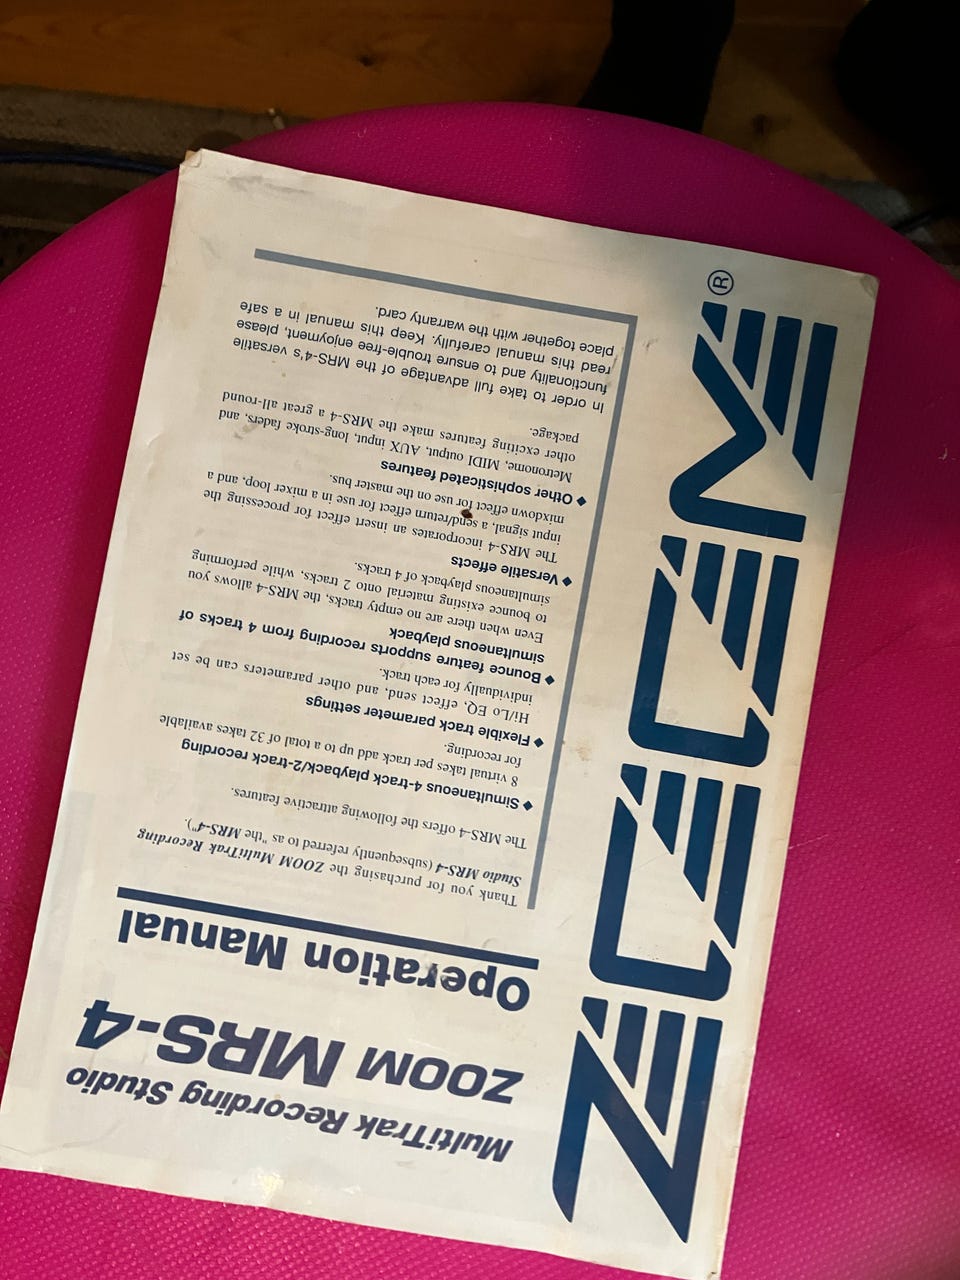 ZOOM®
MultiTrak Recording Studio
ZOOM MRS-4
Operation Manual
Thank you for purchasing the ZOOM MultiTrak Recording
Studio MRS-4 (subsequently referred to as "the MRS-4").
The MRS-4 offers the following attractive features.
◆ Simultaneous 4-track playback/2-track recording
8 virtual takes per track add up to a total of 32 takes available
for recording.
◆ Flexible track parameter settings
Hi/Lo EQ, effect send, and other parameters can be set
individually for each track.
◆ Bounce feature supports recording from 4 tracks of
simultaneous playback
Even when there are no empty tracks, the MRS-4 allows you
to bounce existing material onto 2 tracks, while performing
simultaneous playback of 4 tracks.
◆ Versatile effects
The MRS-4 incorporates an insert effect for processing the
input signal, a send/return effect for use in a mixer loop, and a
mixdown effect for use on the master bus.
◆ Other sophisticated features
Metronome, MIDI output, AUX input, long-stroke faders, and
other exciting features make the MRS-4 a great all-round
package.
In order to take full advantage of the MRS-4's versatile
functionality and to ensure trouble-free enjoyment, please
read this manual carefully. Keep this manual in a safe
place together with the warranty card.